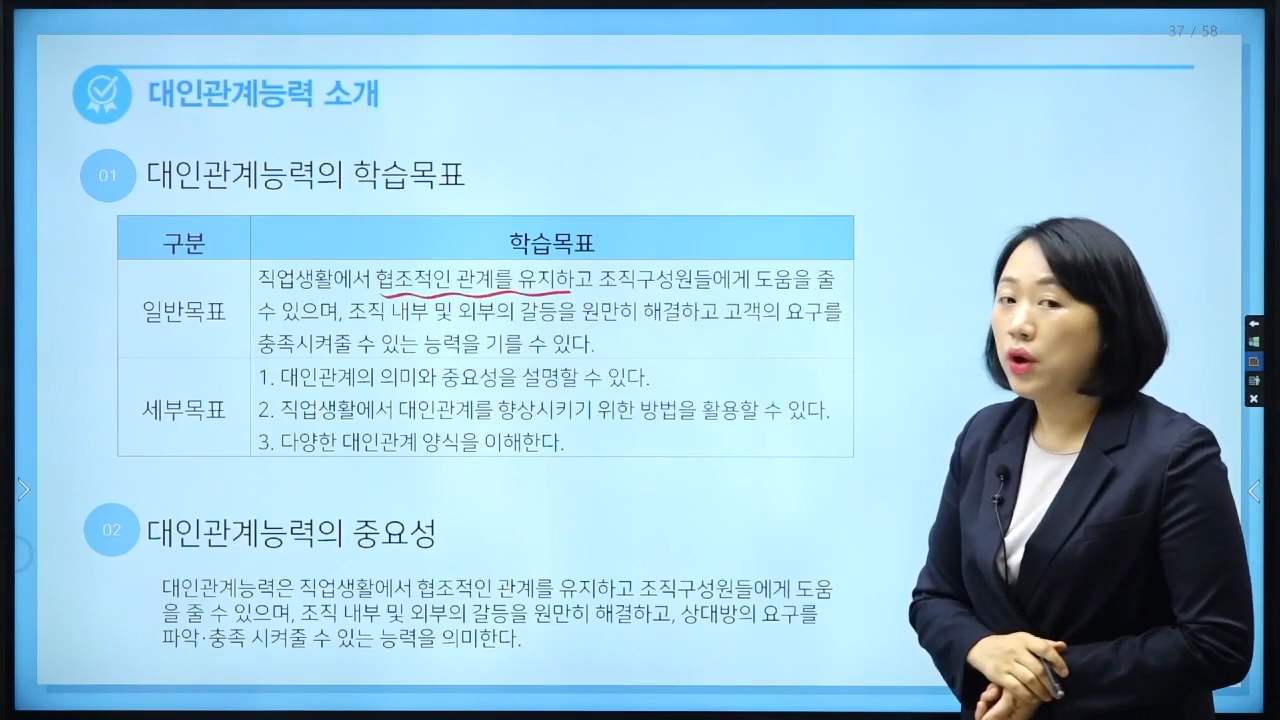 37 / 58
대인관계능력 소개
01 대인관계능력의 학습목표
구분 학습목표
일반목표
직업생활에서 협조적인 관계를 유지하고 조직구성원들에게 도움을 줄
수 있으며, 조직 내부 및 외부의 갈등을 원만히 해결하고 고객의 요구를
충족시켜줄 수 있는 능력을 기를 수 있다.
세부목표
1. 대인관계의 의미와 중요성을 설명할 수 있다.
2. 직업생활에서 대인관계를 향상시키기 위한 방법을 활용할 수 있다.
3. 다양한 대인관계 양식을 이해한다.
02 대인관계능력의 중요성
대인관계능력은 직업생활에서 협조적인 관계를 유지하고 조직구성원들에게 도움
을 줄 수 있으며, 조직 내부 및 외부의 갈등을 원만히 해결하고, 상대방의 요구를
파악·충족 시켜줄 수 있는 능력을 의미한다.